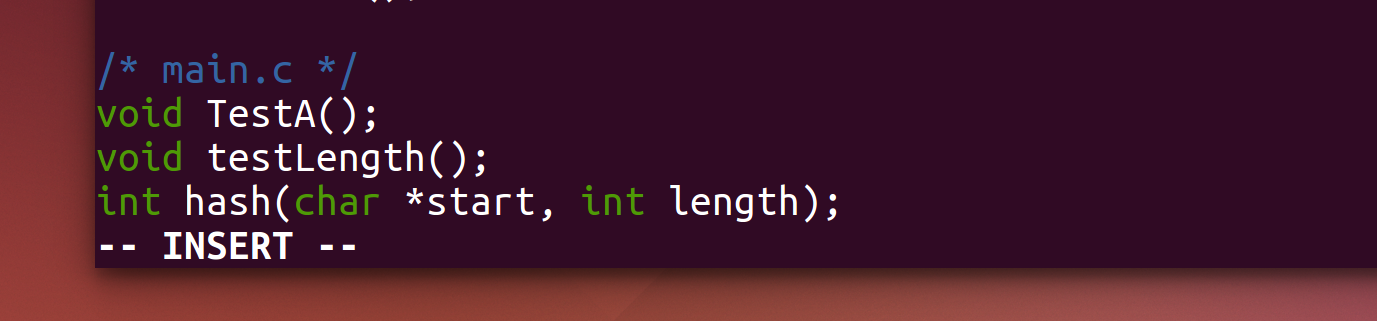 /* main.c */
void TestA();
void testLength();
int hash(char *start, int length);
-- INSERT --